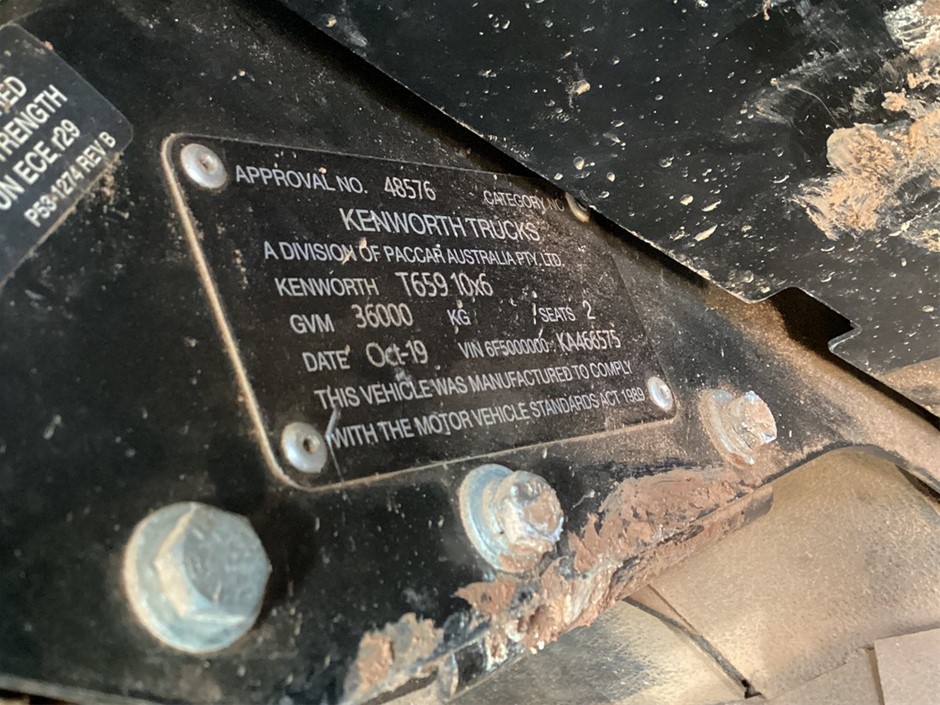 ED
TRENGTH
UN ECE r29
P53-1274 REV B
APPROVAL NO. 48576 CATEGORY NO
KENWORTH TRUCKS
A DIVISION OF PACCAR AUSTRALIA PTY. LTD.
KENWORTH T659 10x6
GVM 36000 KG SEATS 2
DATE Oct-19 VIN 6F5000000 KA466575
THIS VEHICLE WAS MANUFACTURED TO COMPLY
WITH THE MOTOR VEHICLE STANDARDS ACT 1989